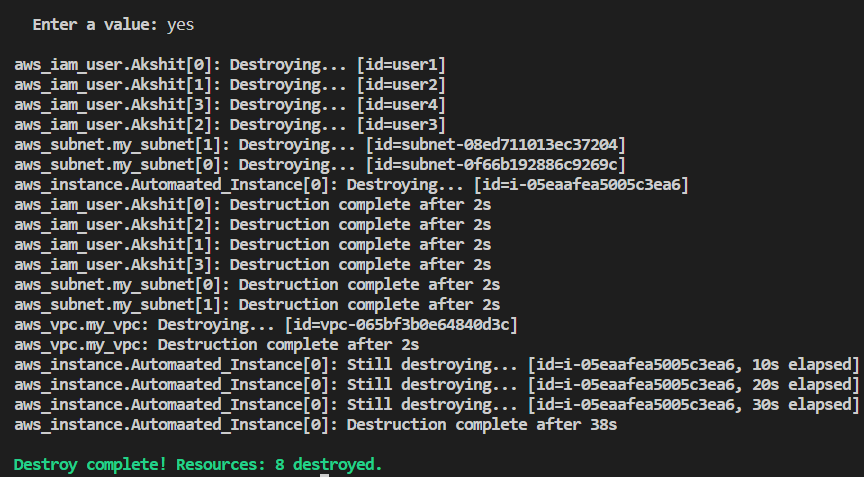 Enter a value: yes
aws_iam_user.Akshit[0]: Destroying... [id=user1]
aws_iam_user.Akshit[1]: Destroying... [id=user2]
aws_iam_user.Akshit[3]: Destroying... [id=user4]
aws_iam_user.Akshit[2]: Destroying... [id=user3]
aws_subnet.my_subnet[1]: Destroying... [id=subnet-08ed711013ec37204]
aws_subnet.my_subnet[0]: Destroying... [id=subnet-0f66b192886c9269c]
aws_instance.Automaated_Instance[0]: Destroying... [id=i-05eaafea5005c3ea6]
aws_iam_user.Akshit[0]: Destruction complete after 2s
aws_iam_user.Akshit[2]: Destruction complete after 2s
aws_iam_user.Akshit[1]: Destruction complete after 2s
aws_iam_user.Akshit[3]: Destruction complete after 2s
aws_subnet.my_subnet[0]: Destruction complete after 2s
aws_subnet.my_subnet[1]: Destruction complete after 2s
aws_vpc.my_vpc: Destroying... [id=vpc-065bf3b0e64840d3c]
aws_vpc.my_vpc: Destruction complete after 2s
aws_instance.Automaated_Instance[0]: Still destroying... [id=i-05eaafea5005c3ea6, 10s elapsed]
aws_instance.Automaated_Instance[0]: Still destroying... [id=i-05eaafea5005c3ea6, 20s elapsed]
aws_instance.Automaated_Instance[0]: Still destroying... [id=i-05eaafea5005c3ea6, 30s elapsed]
aws_instance.Automaated_Instance[0]: Destruction complete after 38s
Destroy complete! Resources: 8 destroyed.